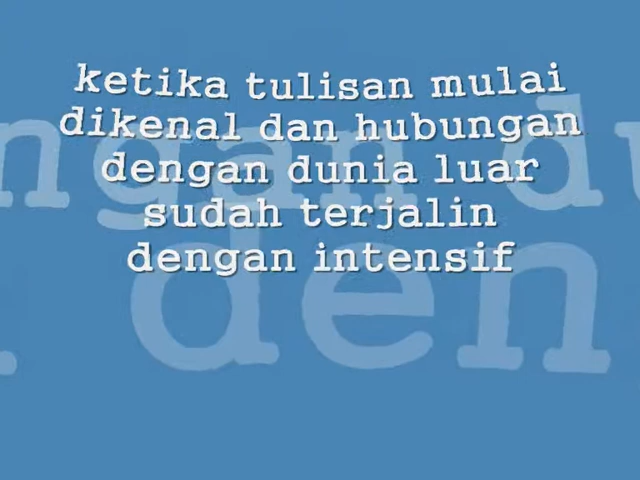 ketika tulisan mulai
dikenal dan hubungan
dengan dunia luar
sudah terjalin
dengan intensif